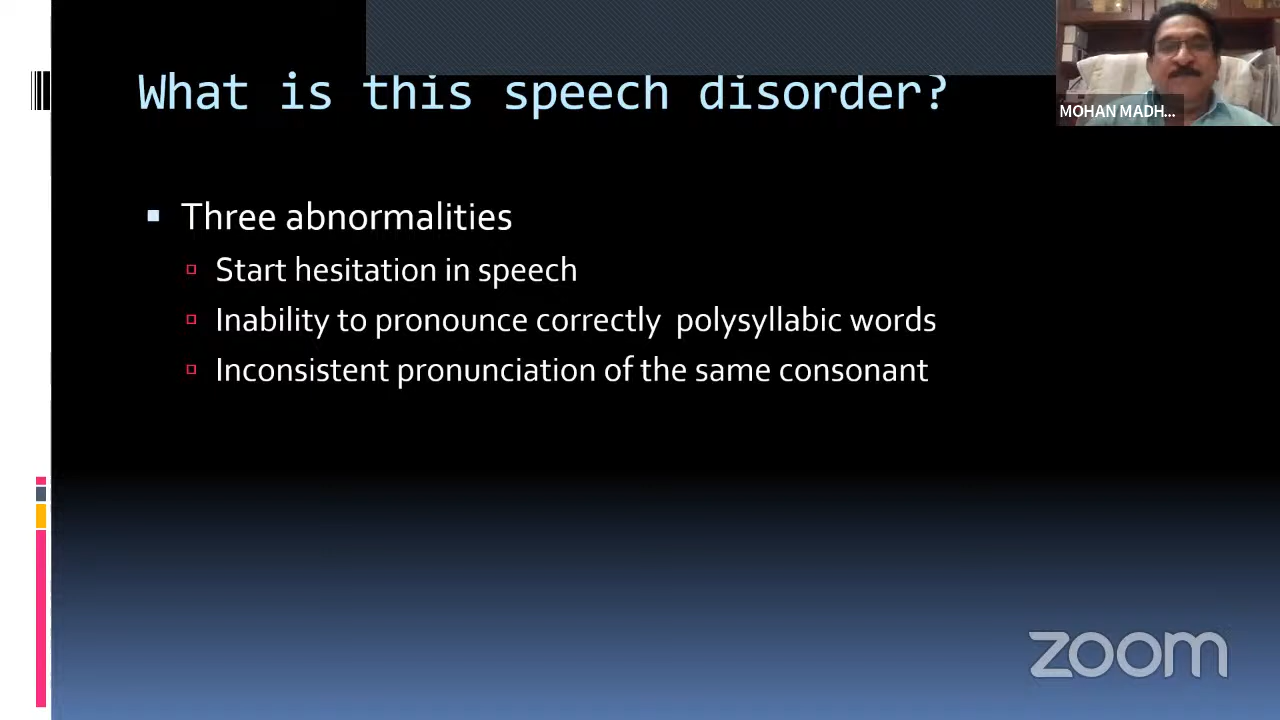 What is this speech disorder?
MOHAN MADH...
Three abnormalities
Start hesitation in speech
Inability to pronounce correctly polysyllabic words
Inconsistent pronunciation of the same consonant
zoom